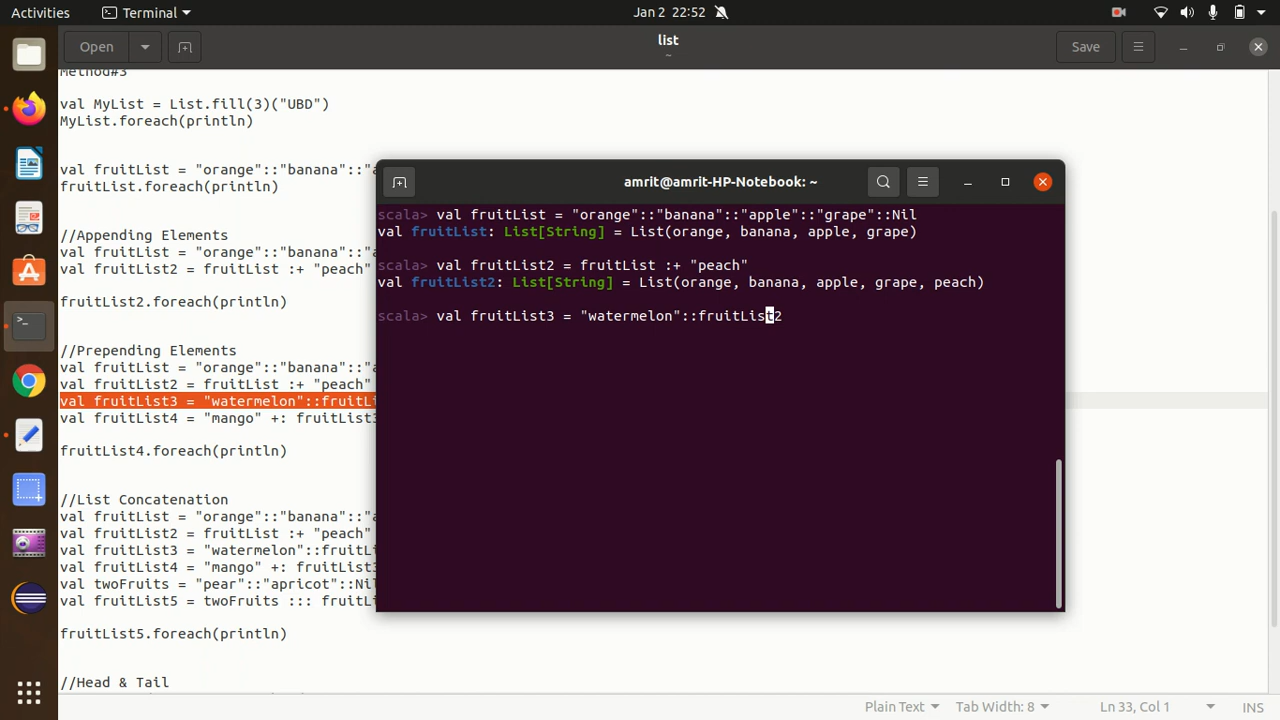 Activities
Terminal
Jan 2 22:52
Open
list
~
Save
Method#3
val MyList = List.fill(3)("UBD")
MyList.foreach(println)
val fruitList = "orange"::"banana"::"a
fruitList.foreach(println)
//Appending Elements
val fruitList = "orange"::"banana"::"a
val fruitList2 = fruitList :+ "peach"
fruitList2.foreach(println)
//Prepending Elements
val fruitList = "orange"::"banana"::"a
val fruitList2 = fruitList :+ "peach"
val fruitList3 = "watermelon"::fruitLi
val fruitList4 = "mango" +: fruitList3
fruitList4.foreach(println)
//List Concatenation
val fruitList = "orange"::"banana"::"a
val fruitList2 = fruitList :+ "peach"
val fruitList3 = "watermelon"::fruitLi
val fruitList4 = "mango" +: fruitList3
val twoFruits = "pear"::"apricot"::Nil
val fruitList5 = twoFruits ::: fruitLi
fruitList5.foreach(println)
//Head & Tail
amrit@amrit-HP-Notebook: ~
scala> val fruitList = "orange"::"banana"::"apple"::"grape"::Nil
val fruitList: List[String] = List(orange, banana, apple, grape)
scala> val fruitList2 = fruitList :+ "peach"
val fruitList2: List[String] = List(orange, banana, apple, grape, peach)
scala> val fruitList3 = "watermelon"::fruitList2
Plain Text
Tab Width: 8
Ln 33, Col 1
INS